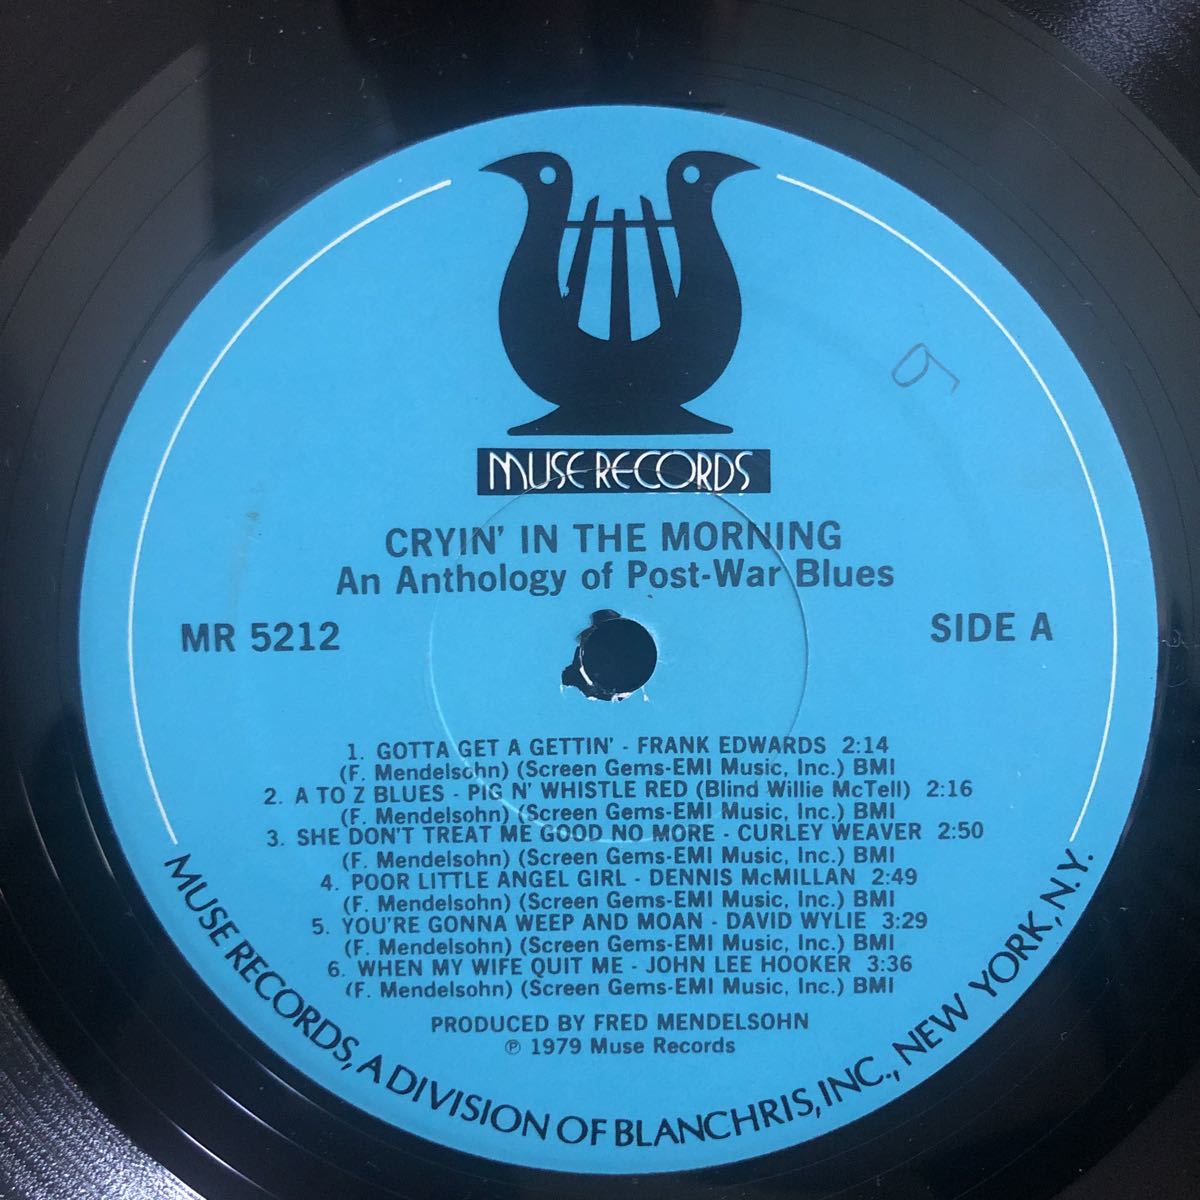 MUSE RECORDS
CRYIN' IN THE MORNING
An Anthology of Post-War Blues
MR 5212
SIDE A
1. GOTTA GET A GETTIN' - FRANK EDWARDS 2:14
(F. Mendelsohn) (Screen Gems-EMI Music, Inc.) BMI
2. A TO Z BLUES - PIG N' WHISTLE RED (Blind Willie McTell) 2:16
(F. Mendelsohn) (Screen Gems-EMI Music, Inc.) BMI
3. SHE DON'T TREAT ME GOOD NO MORE - CURLEY WEAVER 2:50
(F. Mendelsohn) (Screen Gems-EMI Music, Inc.) BMI
4. POOR LITTLE ANGEL GIRL - DENNIS McMILLAN 2:49
(F. Mendelsohn) (Screen Gems-EMI Music, Inc.) BMI
5. YOU'RE GONNA WEEP AND MOAN - DAVID WYLIE 3:29
(F. Mendelsohn) (Screen Gems-EMI Music, Inc.) BMI
6. WHEN MY WIFE QUIT ME - JOHN LEE HOOKER 3:36
(F. Mendelsohn) (Screen Gems-EMI Music, Inc.) BMI
PRODUCED BY FRED MENDELSOHN
℗ 1979 Muse Records
MUSE RECORDS, A DIVISION OF BLANCHRIS, INC., NEW YORK, N.Y.